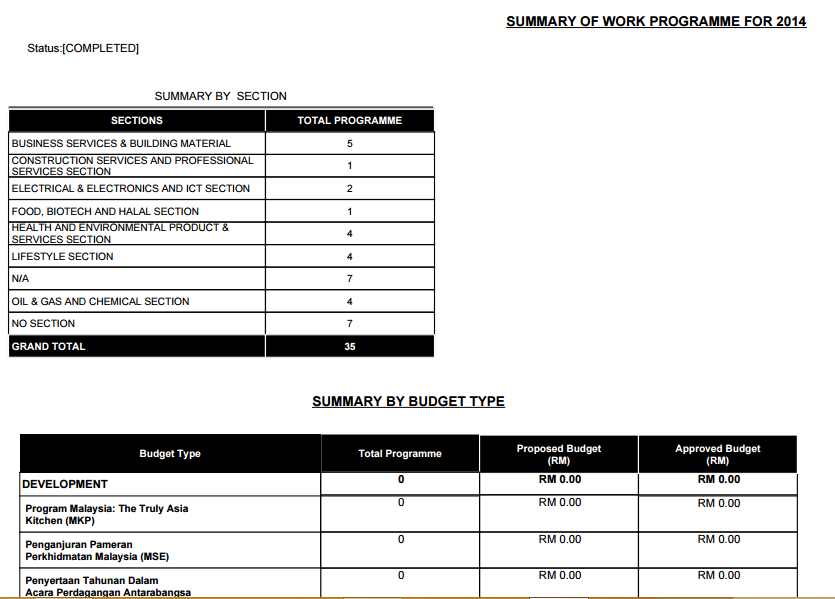 SUMMARY OF WORK PROGRAMME FOR 2014
Status:[COMPLETED]
SUMMARY BY SECTION
SECTIONS TOTAL PROGRAMME
BUSINESS SERVICES & BUILDING MATERIAL 5
CONSTRUCTION SERVICES AND PROFESSIONAL
SERVICES SECTION 1
ELECTRICAL & ELECTRONICS AND ICT SECTION 2
FOOD, BIOTECH AND HALAL SECTION 1
HEALTH AND ENVIRONMENTAL PRODUCT &
SERVICES SECTION 4
LIFESTYLE SECTION 4
N/A 7
OIL & GAS AND CHEMICAL SECTION 4
NO SECTION 7
GRAND TOTAL 35
SUMMARY BY BUDGET TYPE
Budget Type Total Programme Proposed Budget (RM) Approved Budget (RM)
DEVELOPMENT 0 RM 0.00 RM 0.00
Program Malaysia: The Truly Asia 0 RM 0.00 RM 0.00
Kitchen (MKP)
Penganjuran Pameran 0 RM 0.00 RM 0.00
Perkhidmatan Malaysia (MSE)
Penyertaan Tahunan Dalam 0 RM 0.00 RM 0.00
Acara Perdagangan Antarabangsa